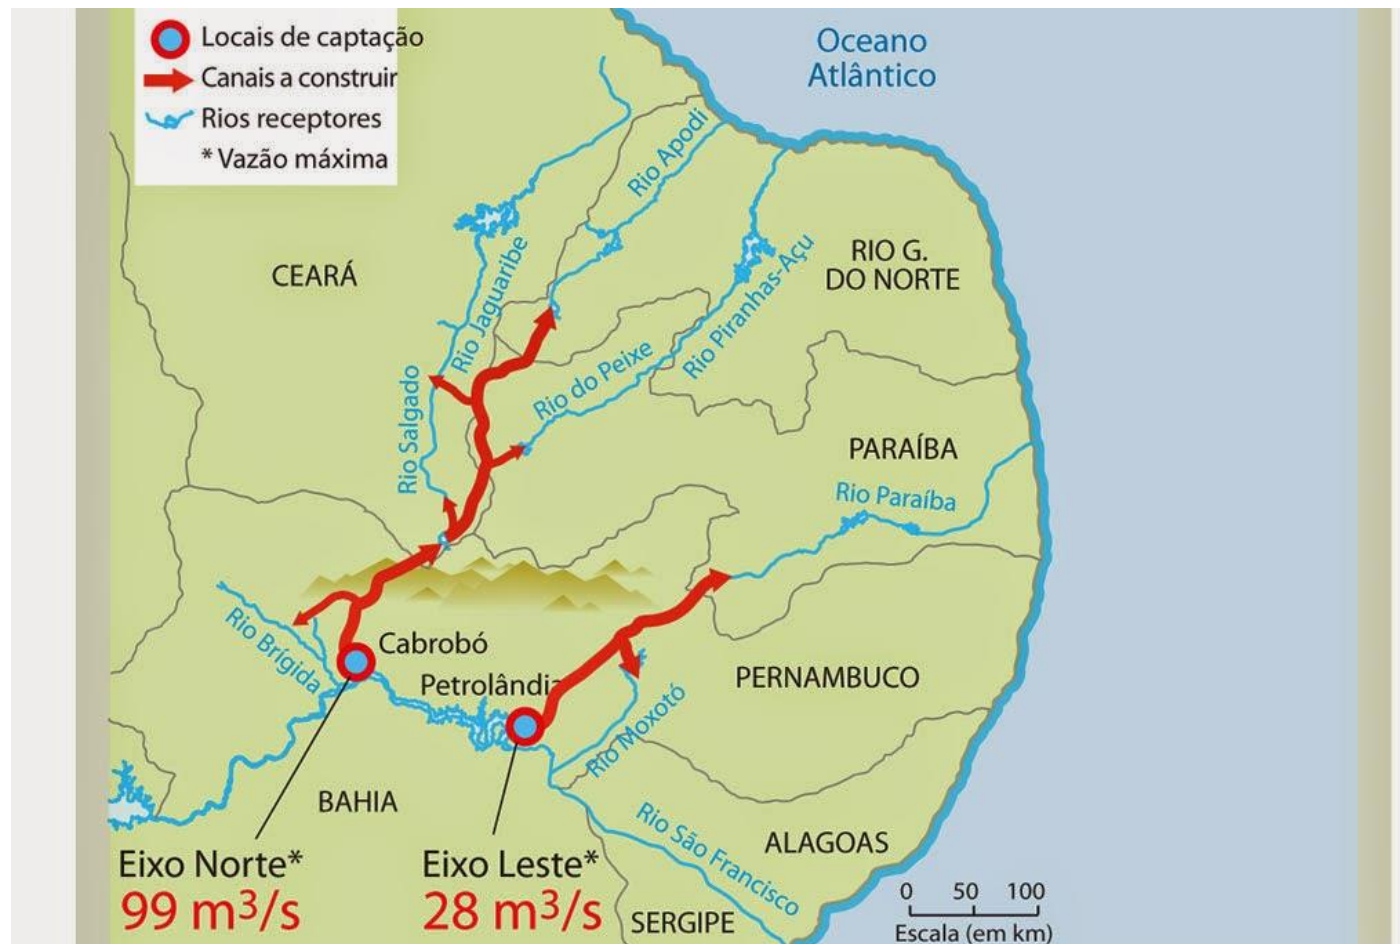 Locais de captação
Canais a construir
Rios receptores
* Vazão máxima
Oceano
Atlântico
Rio Apodi
CEARÁ
Rio Jaguaribe
Rio Piranhas-Açu
RIO G.
DO NORTE
Rio Salgado
Rio do Peixe
PARAÍBA
Rio Paraíba
Rio Brígida
Cabrobó
Petrolândia
PERNAMBUCO
Rio Moxotó
BAHIA
Rio São Francisco
ALAGOAS
Eixo Norte*
99 m³/s
Eixo Leste*
28 m³/s
SERGIPE
0 50 100
Escala (em km)